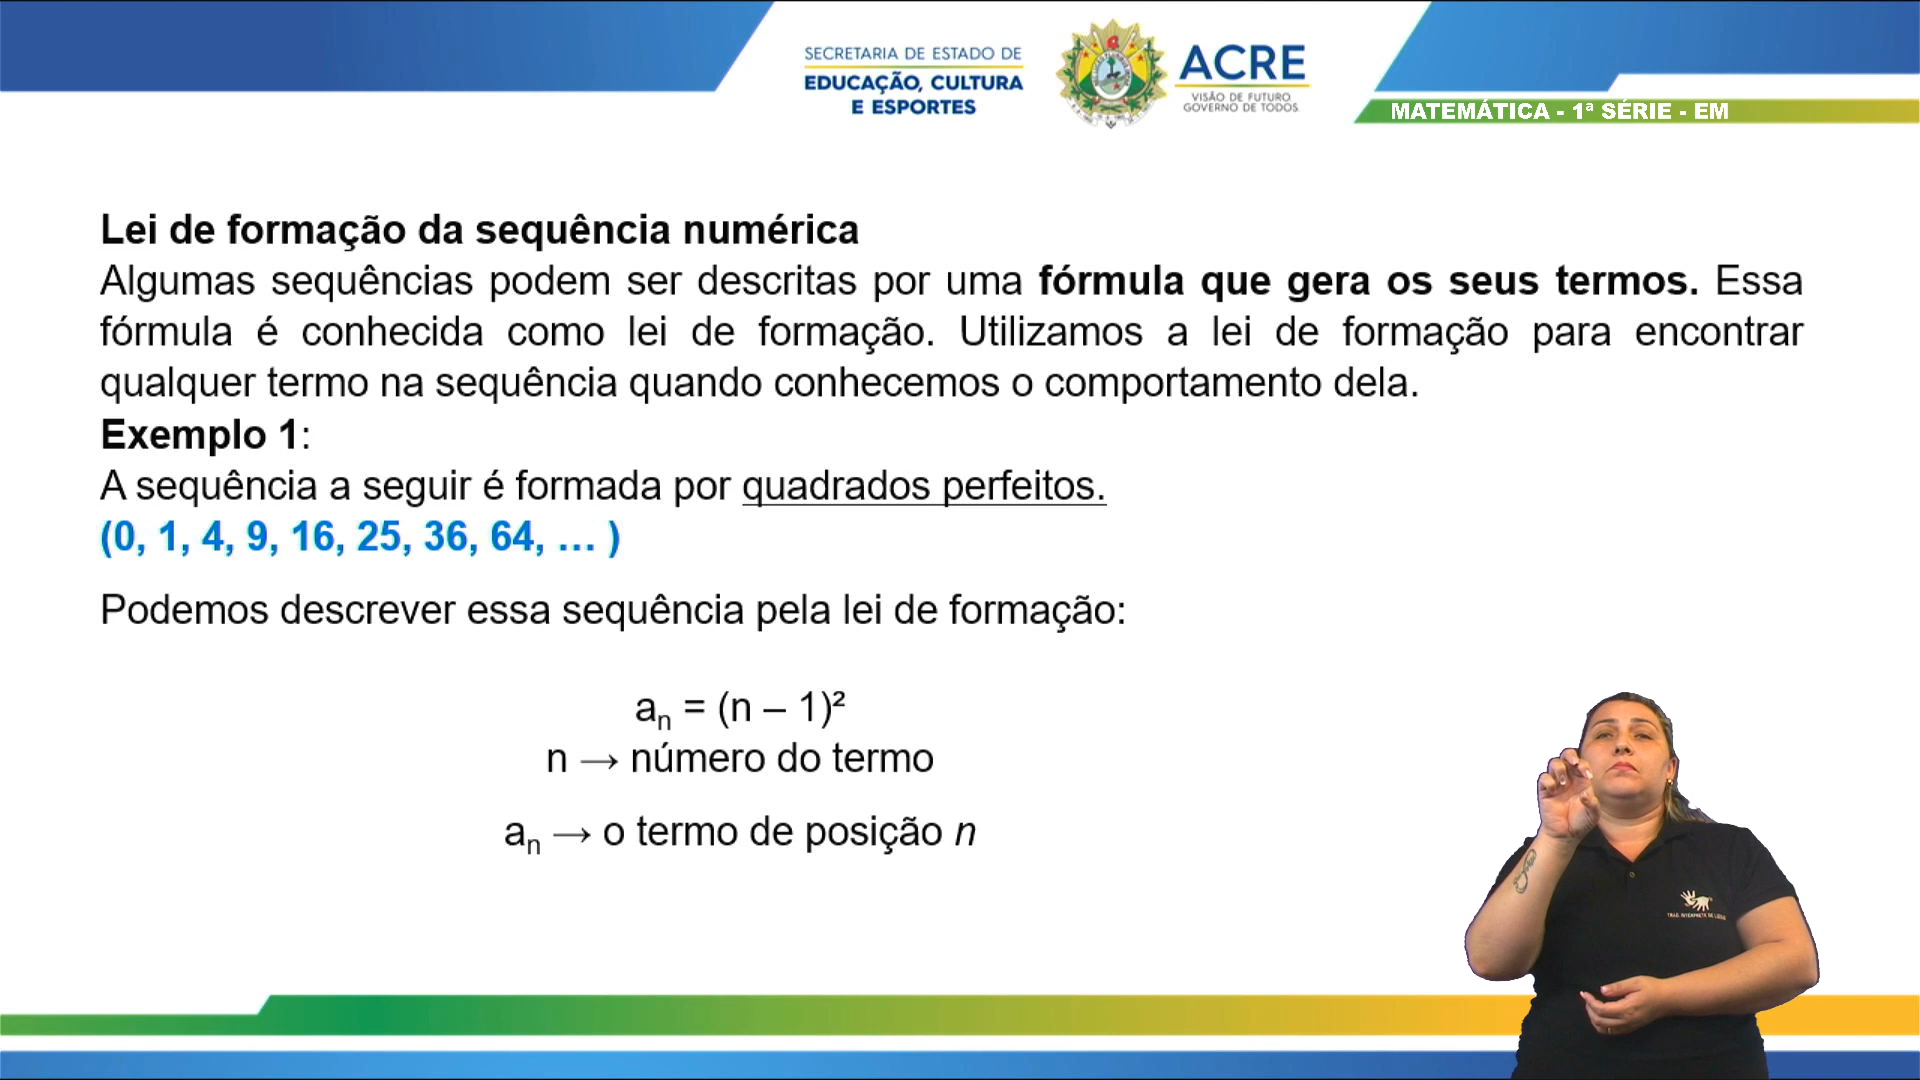 SECRETARIA DE ESTADO DE
EDUCAÇÃO, CULTURA
E ESPORTES
ACRE
VISÃO DE FUTURO.
GOVERNO DE TODOS.
MATEMÁTICA - 1ª SÉRIE - EM
Lei de formação da sequência numérica
Algumas sequências podem ser descritas por uma fórmula que gera os seus termos. Essa
fórmula é conhecida como lei de formação. Utilizamos a lei de formação para encontrar
qualquer termo na sequência quando conhecemos o comportamento dela.
Exemplo 1:
A sequência a seguir é formada por quadrados perfeitos.
(0, 1, 4, 9, 16, 25, 36, 64, … )
Podemos descrever essa sequência pela lei de formação:
aₙ = (n – 1)²
n → número do termo
aₙ → o termo de posição n